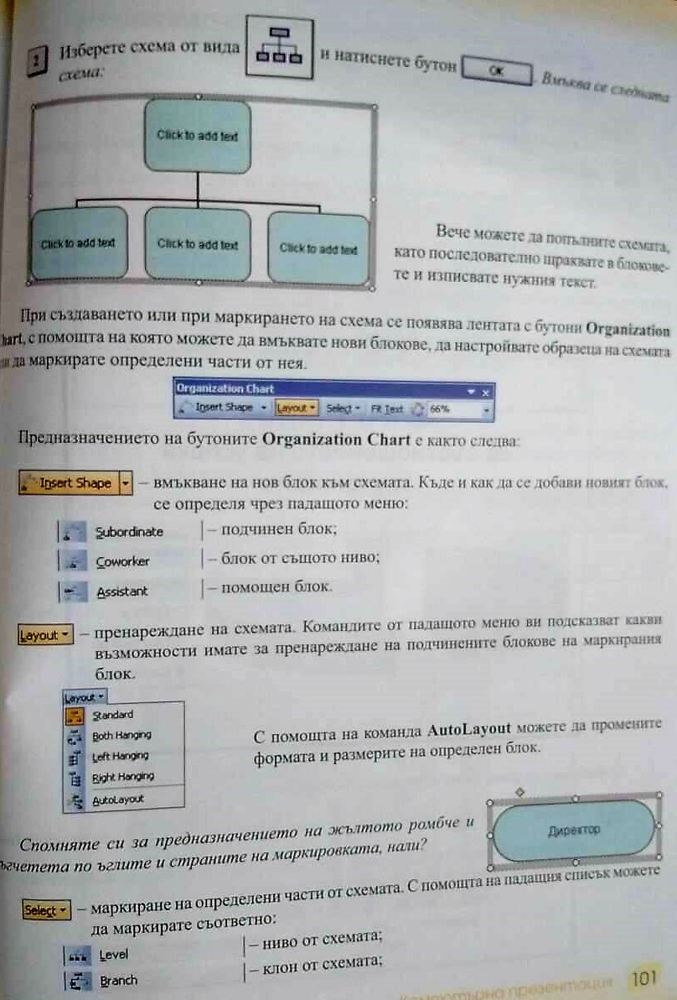 2 Изберете схема от вида и натиснете бутон OK. Вмъква се следната
схема:
Click to add text
Click to add text Click to add text Click to add text
Вече можете да попълните схемата,
като последователно щраквате в блокове-
те и изписвате нужния текст.
При създаването или при маркирането на схема се появява лентата с бутони Organization
hart, с помощта на която можете да вмъквате нови блокове, да настройвате образеца на схемата
да маркирате определени части от нея.
Organization Chart
Insert Shape Layout Select Fit Text 66%
Предназначението на бутоните Organization Chart е както следва:
Insert Shape – вмъкване на нов блок към схемата. Къде и как да се добави новият блок,
се определя чрез падащото меню:
Subordinate – подчинен блок;
Coworker – блок от същото ниво;
Assistant – помощен блок.
Layout – пренареждане на схемата. Командите от падащото меню ви подсказват какви
възможности имате за пренареждане на подчинените блокове на маркирания
блок.
Layout
Standard
Both Hanging
Left Hanging
Right Hanging
AutoLayout
С помощта на команда AutoLayout можете да промените
формата и размерите на определен блок.
Директор
Спомняте си за предназначението на жълтото ромбче и
ъгчетета по ъглите и страните на маркировката, нали?
Select – маркиране на определени части от схемата. С помощта на падащия списък можете
да маркирате съответно:
Level – ниво от схемата;
Branch – клон от схемата;
Компютърна презентация 101